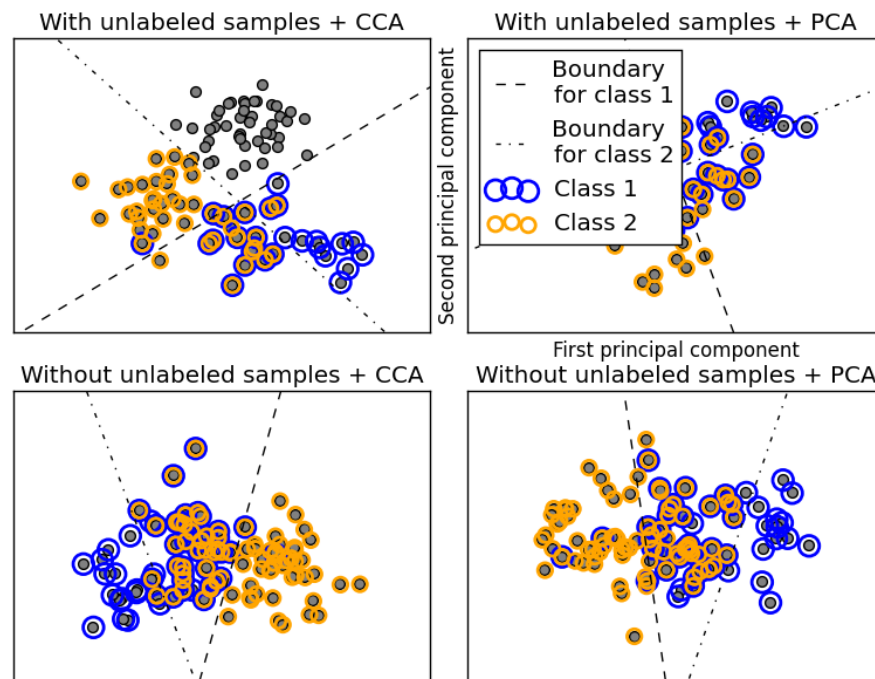 With unlabeled samples + CCA
With unlabeled samples + PCA
Second principal component
Boundary
for class 1
Boundary
for class 2
Class 1
Class 2
First principal component
Without unlabeled samples + CCA
Without unlabeled samples + PCA